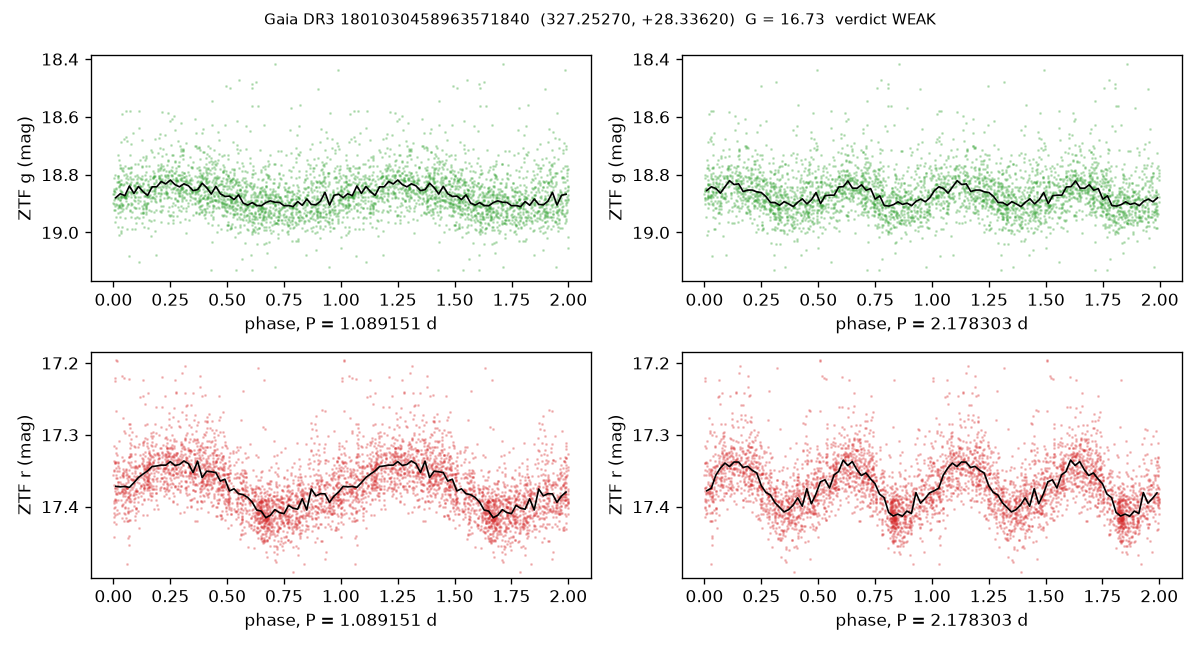 Gaia DR3 1801030458963571840 (327.25270, +28.33620) G = 16.73 verdict WEAK
18.4
18.6
18.8
19.0
ZTF g (mag)
0.00 0.25 0.50 0.75 1.00 1.25 1.50 1.75 2.00
phase, P = 1.089151 d
18.4
18.6
18.8
19.0
ZTF g (mag)
0.00 0.25 0.50 0.75 1.00 1.25 1.50 1.75 2.00
phase, P = 2.178303 d
17.2
17.3
17.4
ZTF r (mag)
0.00 0.25 0.50 0.75 1.00 1.25 1.50 1.75 2.00
phase, P = 1.089151 d
17.2
17.3
17.4
ZTF r (mag)
0.00 0.25 0.50 0.75 1.00 1.25 1.50 1.75 2.00
phase, P = 2.178303 d